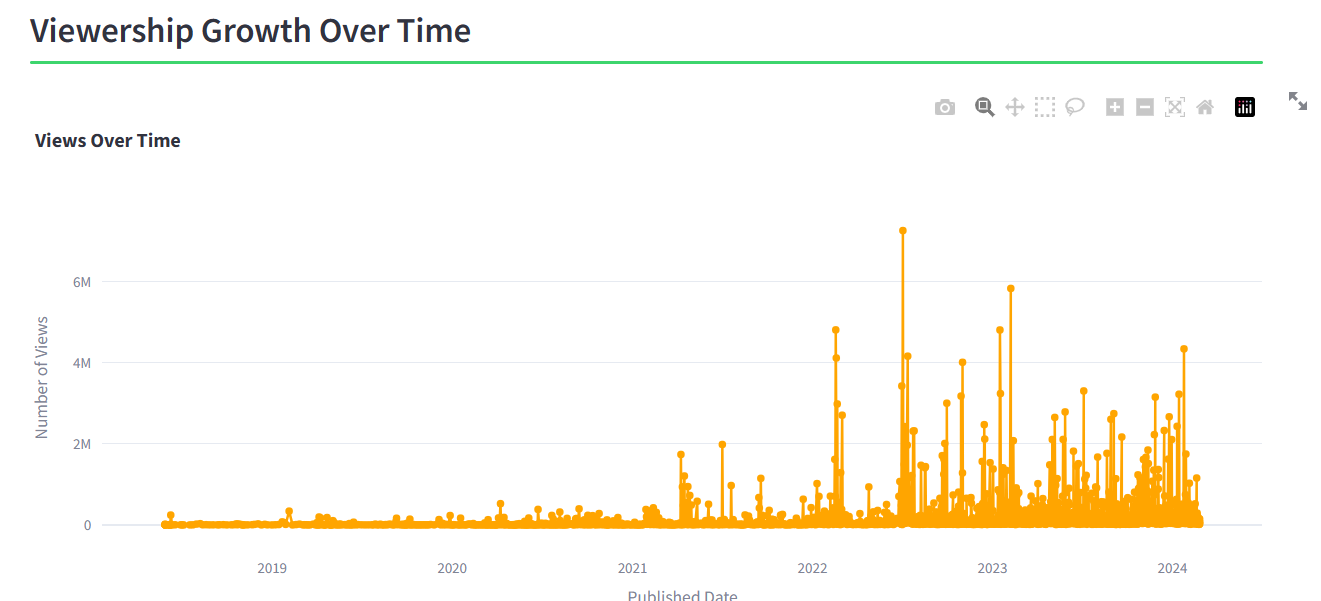 Viewership Growth Over Time
Views Over Time
6M
4M
2M
0
Number of Views
2019 2020 2021 2022 2023 2024
Published Date